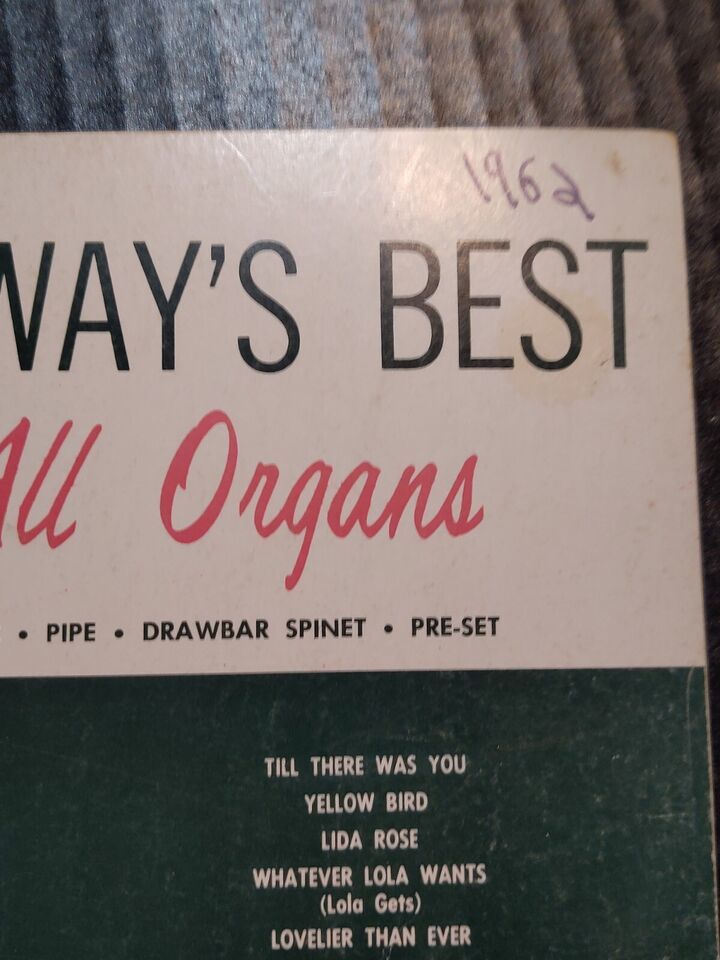 1962
WAY'S BEST
All Organs
• PIPE • DRAWBAR SPINET • PRE-SET
TILL THERE WAS YOU
YELLOW BIRD
LIDA ROSE
WHATEVER LOLA WANTS
(Lola Gets)
LOVELIER THAN EVER